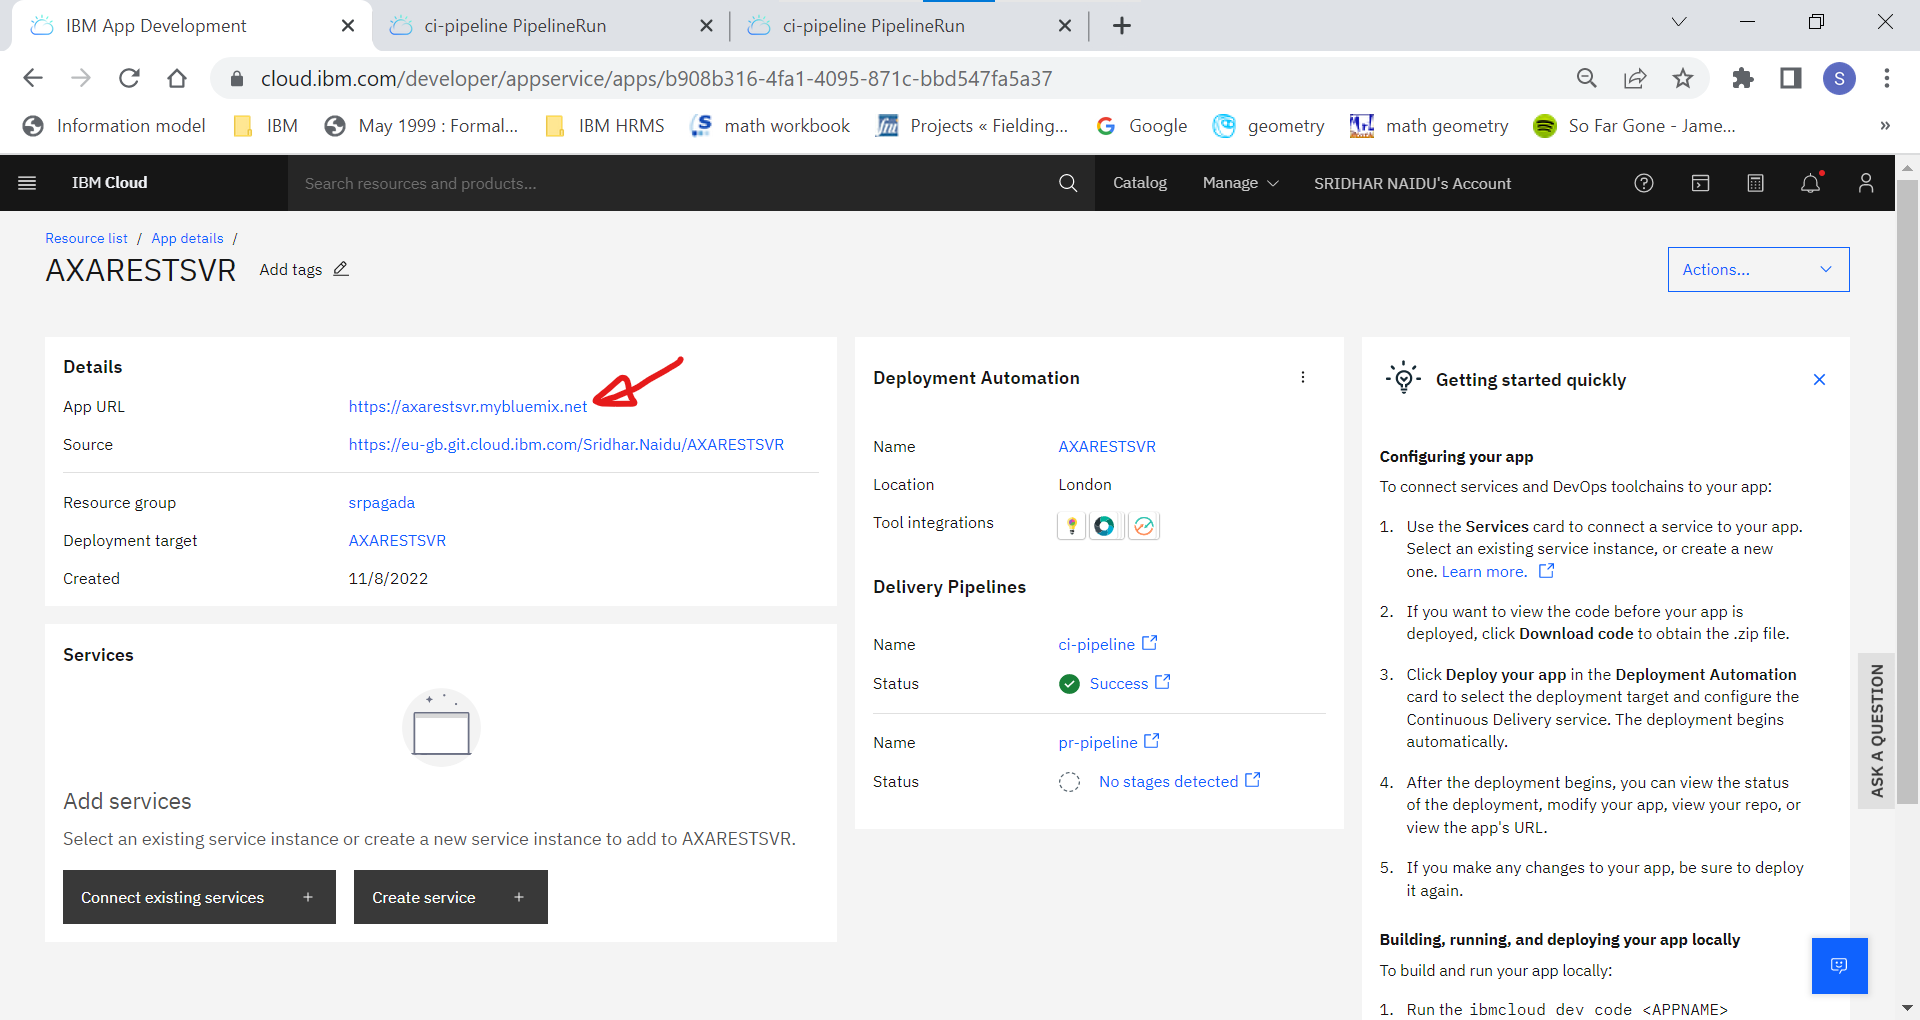 IBM App Development
ci-pipeline PipelineRun
ci-pipeline PipelineRun
cloud.ibm.com/developer/appservice/apps/b908b316-4fa1-4095-871c-bbd547fa5a37
S
Information model
IBM
May 1999 : Formal...
IBM HRMS
math workbook
Projects « Fielding...
Google
geometry
math geometry
So Far Gone - Jame...
»
IBM Cloud
Search resources and products...
Catalog
Manage
SRIDHAR NAIDU's Account
Resource list / App details /
AXARESTSVR
Add tags
Actions...
Details
App URL https://axarestsvr.mybluemix.net
Source https://eu-gb.git.cloud.ibm.com/Sridhar.Naidu/AXARESTSVR
Resource group srpagada
Deployment target AXARESTSVR
Created 11/8/2022
Services
Add services
Select an existing service instance or create a new service instance to add to AXARESTSVR.
Connect existing services +
Create service +
Deployment Automation
Name AXARESTSVR
Location London
Tool integrations
Delivery Pipelines
Name ci-pipeline
Status Success
Name pr-pipeline
Status No stages detected
Getting started quickly
Configuring your app
To connect services and DevOps toolchains to your app:
1. Use the Services card to connect a service to your app.
Select an existing service instance, or create a new
one. Learn more.
2. If you want to view the code before your app is
deployed, click Download code to obtain the .zip file.
3. Click Deploy your app in the Deployment Automation
card to select the deployment target and configure the
Continuous Delivery service. The deployment begins
automatically.
4. After the deployment begins, you can view the status
of the deployment, modify your app, view your repo, or
view the app's URL.
5. If you make any changes to your app, be sure to deploy
it again.
Building, running, and deploying your app locally
To build and run your app locally:
1. Run the ibmcloud dev code <APPNAME>
ASK A QUESTION